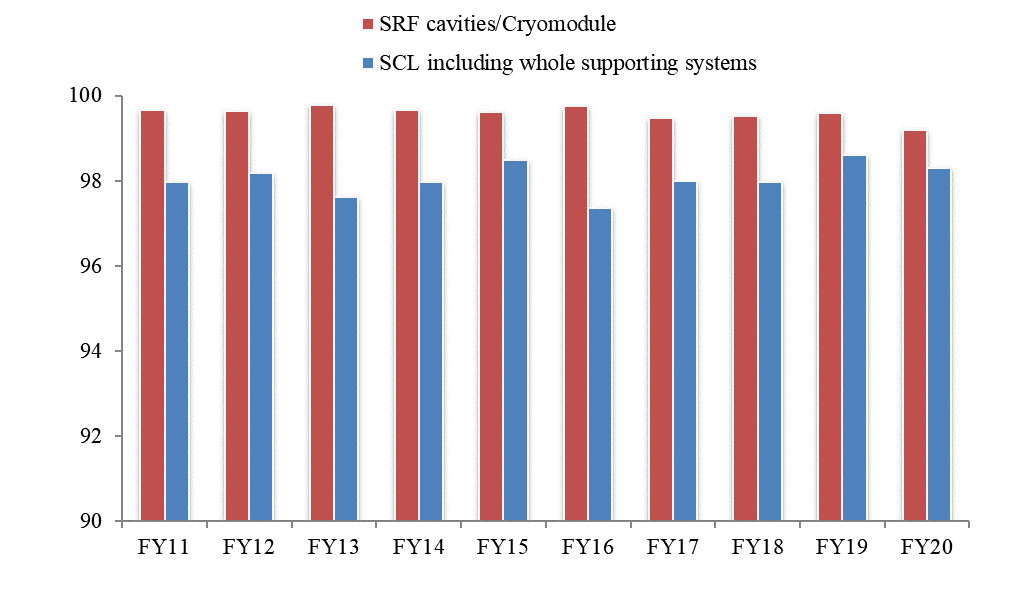 SRF cavities/Cryomodule
SCL including whole supporting systems
100
98
96
94
92
90
FY11 FY12 FY13 FY14 FY15 FY16 FY17 FY18 FY19 FY20